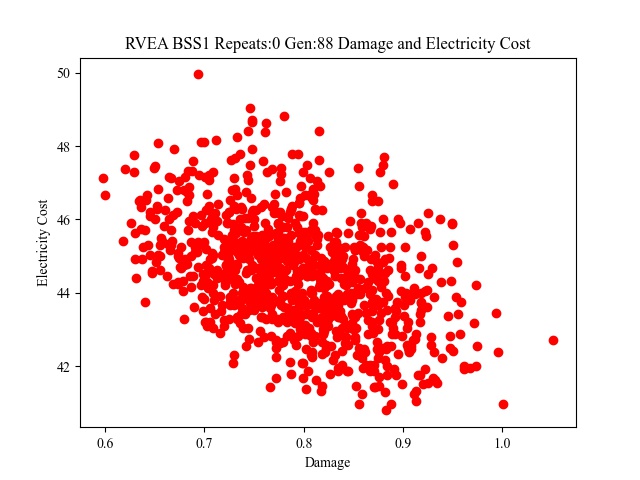 RVEA BSS1 Repeats:0 Gen:88 Damage and Electricity Cost
50
48
46
44
42
Electricity Cost
0.6 0.7 0.8 0.9 1.0
Damage